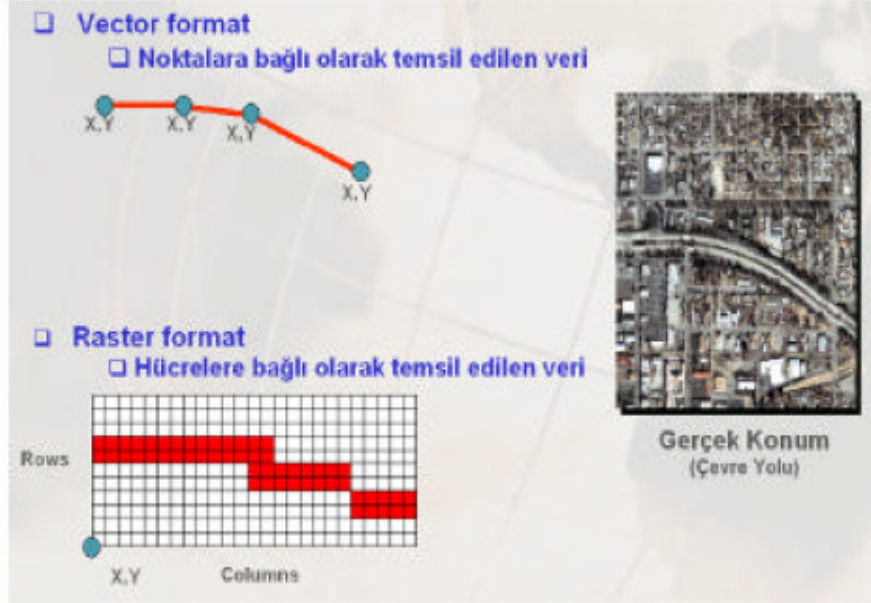 Vector format
Noktalara bağlı olarak temsil edilen veri
X,Y
X,Y
X,Y
X,Y
Raster format
Hücrelere bağlı olarak temsil edilen veri
Rows
X,Y
Columns
Gerçek Konum
(Çevre Yolu)